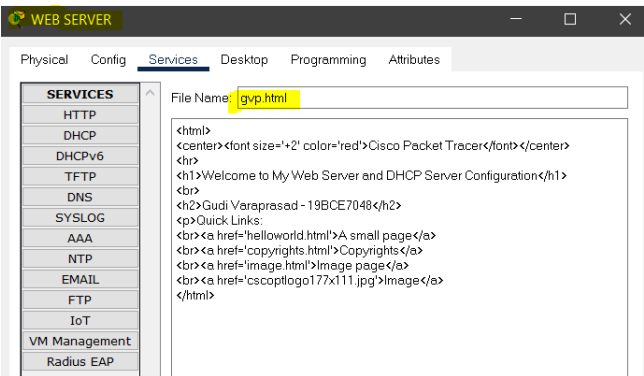 WEB SERVER
Physical Config Services Desktop Programming Attributes
SERVICES
HTTP
DHCP
DHCPv6
TFTP
DNS
SYSLOG
AAA
NTP
EMAIL
FTP
IoT
VM Management
Radius EAP
File Name: gvp.html
<html>
<center><font size='+2' color='red'>Cisco Packet Tracer</font></center>
<hr>
<h1>Welcome to My Web Server and DHCP Server Configuration</h1>
<br>
<h2>Gudi Varaprasad - 19BCE7048</h2>
<p>Quick Links:
<br><a href='helloworld.html'>A small page</a>
<br><a href='copyrights.html'>Copyrights</a>
<br><a href='image.html'>Image page</a>
<br><a href='cscoptlogo177x111.jpg'>Image</a>
</html>